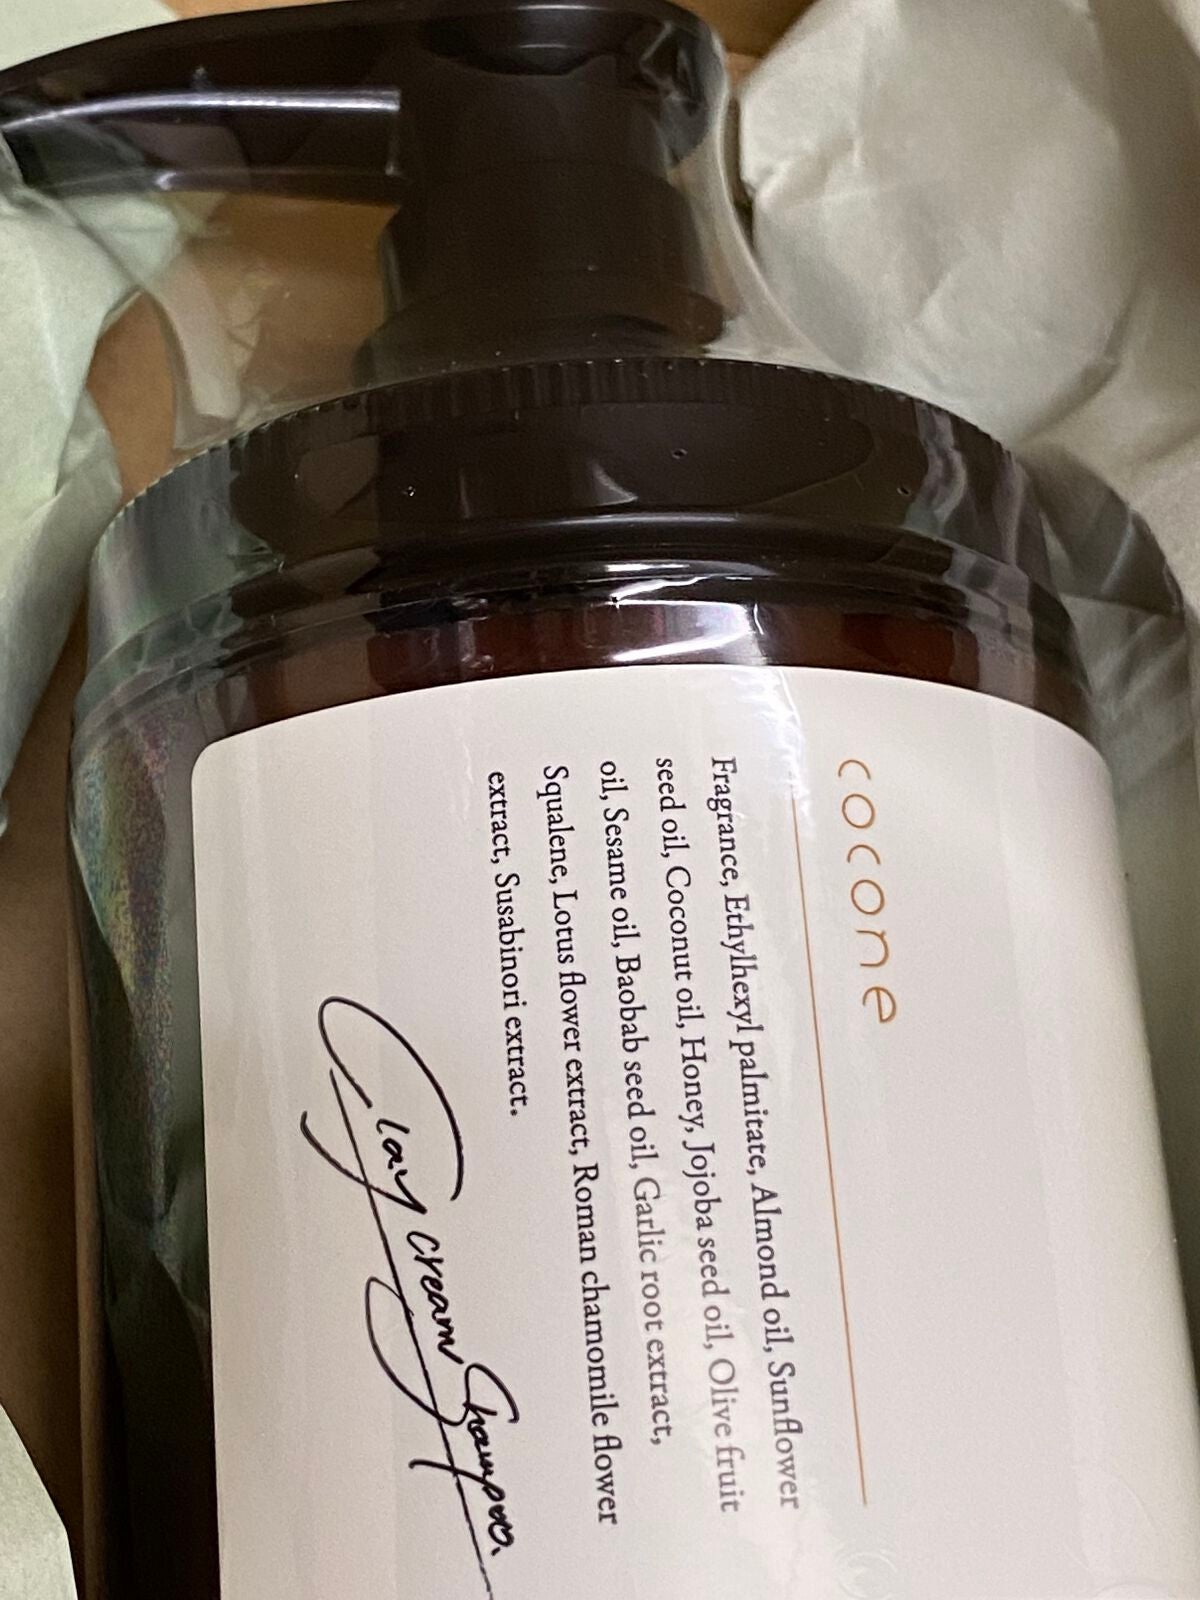 cocone
Fragrance, Ethylhexyl palmitate, Almond oil, Sunflower
seed oil, Coconut oil, Honey, Jojoba seed oil, Olive fruit
oil, Sesame oil, Baobab seed oil, Garlic root extract,
Squalene, Lotus flower extract, Roman chamomile flower
extract, Susabinori extract.
Clay cream Shampoo.